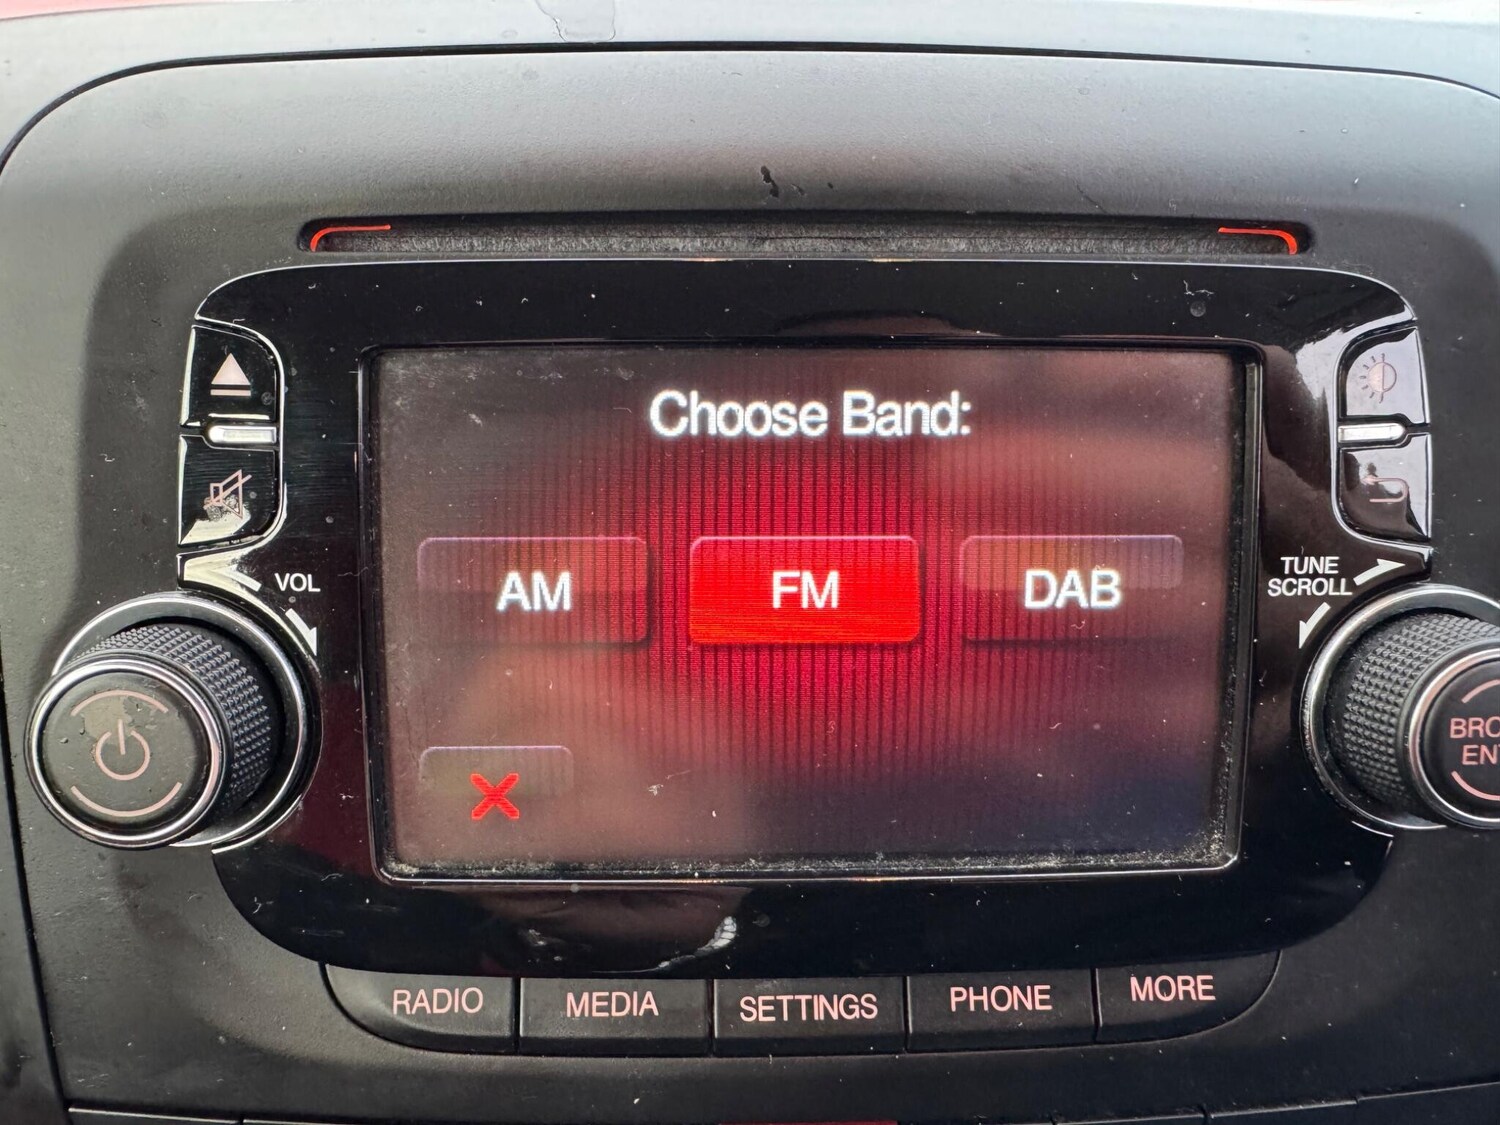 Choose Band:
VOL
TUNE
SCROLL
AM
FM
DAB
RADIO
MEDIA
SETTINGS
PHONE
MORE